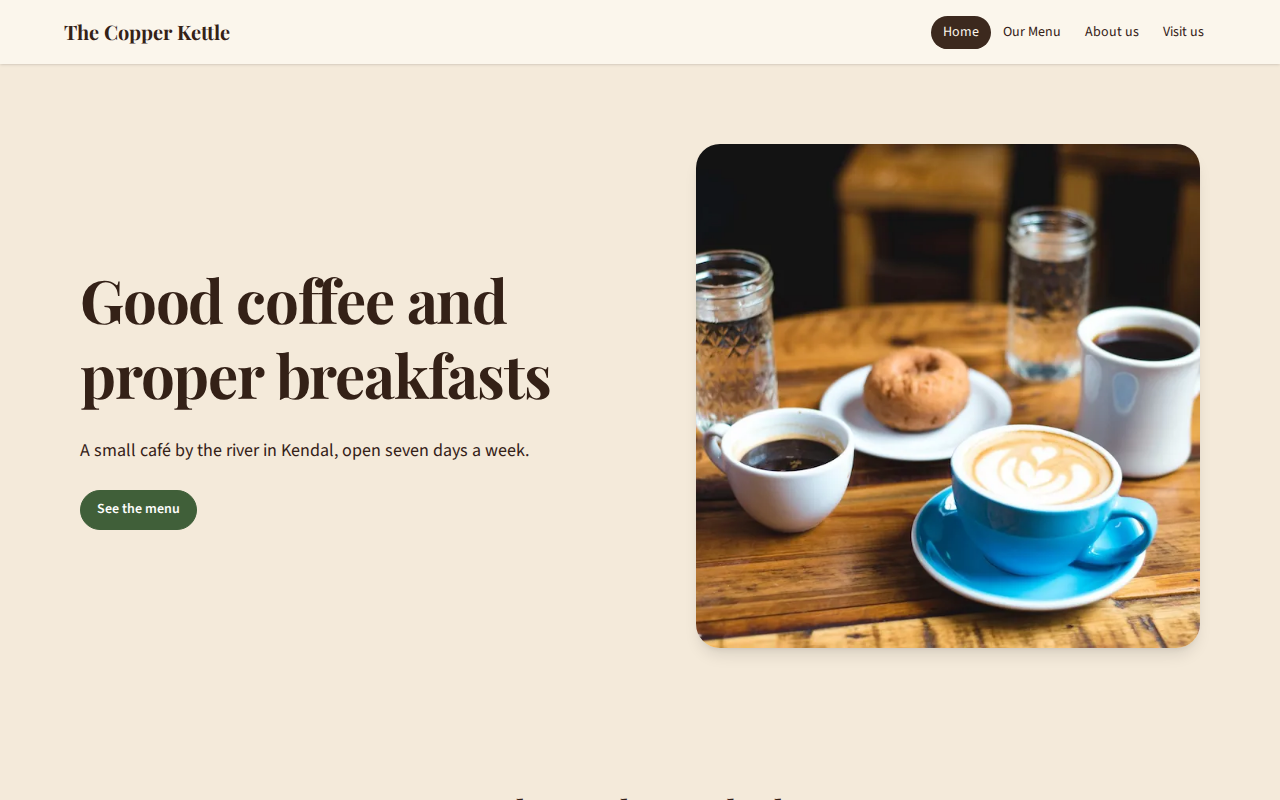 The Copper Kettle
Home
Our Menu
About us
Visit us
Good coffee and
proper breakfasts
A small café by the river in Kendal, open seven days a week.
See the menu